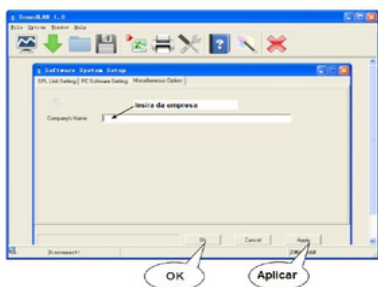 SoundLAB 1.0
File Option Window Help
Software System Setup
SPL Limit Setting PC Software Setting Miscellaneous Option
Insira da empresa
Company's Name
Ok Cancel Apply
Disconnect!
OK Aplicar